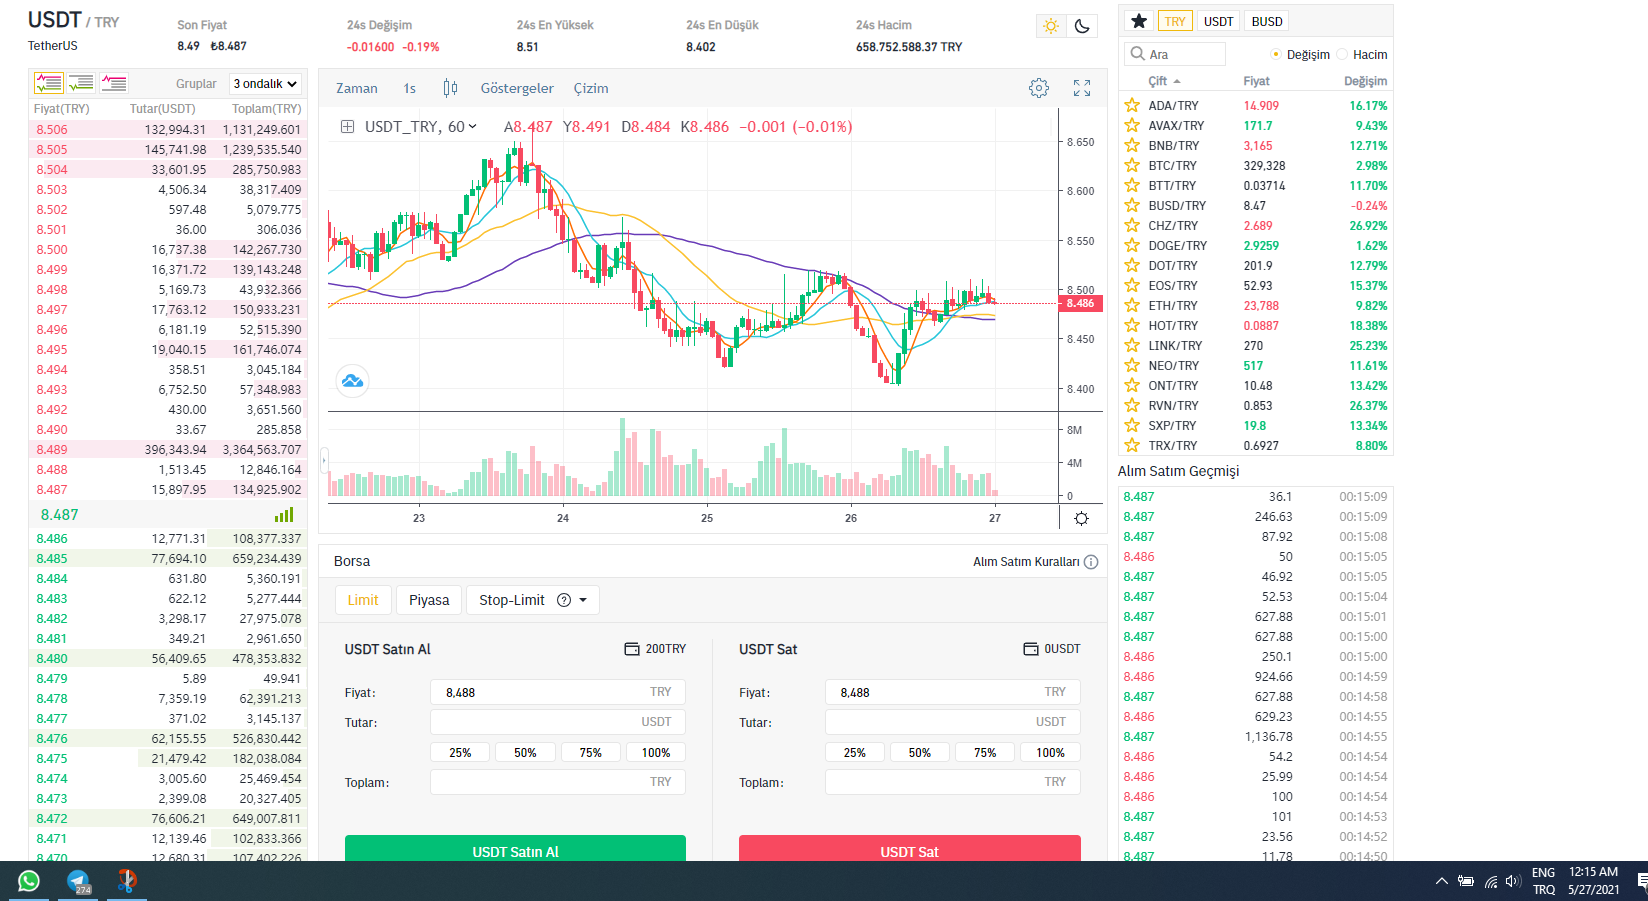 USDT / TRY
TetherUS
Son Fiyat
8.49 ₺8.487
24s Değişim
-0.01600 -0.19%
24s En Yüksek
8.51
24s En Düşük
8.402
24s Hacim
658.752.588.37 TRY
Gruplar 3 ondalık
Fiyat(TRY) Tutar(USDT) Toplam(TRY)
8.506 132,994.31 1,131,249.601
8.505 145,741.98 1,239,535.540
8.504 33,601.95 285,750.983
8.503 4,506.34 38,317.409
8.502 597.48 5,079.775
8.501 36.00 306.036
8.500 16,737.38 142,267.730
8.499 16,371.72 139,143.248
8.498 5,169.73 43,932.366
8.497 17,763.12 150,933.231
8.496 6,181.19 52,515.390
8.495 19,040.15 161,746.074
8.494 358.51 3,045.184
8.493 6,752.50 57,348.983
8.492 430.00 3,651.560
8.490 33.67 285.858
8.489 396,343.94 3,364,563.707
8.488 1,513.45 12,846.164
8.487 15,897.95 134,925.902
8.487
8.486 12,771.31 108,377.337
8.485 77,694.10 659,234.439
8.484 631.80 5,360.191
8.483 622.12 5,277.444
8.482 3,298.17 27,975.078
8.481 349.21 2,961.650
8.480 56,409.65 478,353.832
8.479 5.89 49.941
8.478 7,359.19 62,391.213
8.477 371.02 3,145.137
8.476 62,155.55 526,830.442
8.475 21,479.42 182,038.084
8.474 3,005.60 25,469.454
8.473 2,399.08 20,327.405
8.472 76,606.21 649,007.811
8.471 12,139.46 102,833.366
8.470 12,680.31 107,402.226
Zaman 1s Göstergeler Çizim
USDT_TRY, 60 A8.487 Y8.491 D8.484 K8.486 −0.001 (−0.01%)
8.650
8.600
8.550
8.500
8.486
8.450
8.400
8M
4M
0
23 24 25 26 27
Borsa
Alım Satım Kuralları
Limit Piyasa Stop-Limit
USDT Satın Al 200TRY
Fiyat: 8,488 TRY
Tutar: USDT
25% 50% 75% 100%
Toplam: TRY
USDT Satın Al
USDT Sat 0USDT
Fiyat: 8,488 TRY
Tutar: USDT
25% 50% 75% 100%
Toplam: TRY
USDT Sat
TRY USDT BUSD
Ara Değişim Hacim
Çift Fiyat Değişim
ADA/TRY 14.909 16.17%
AVAX/TRY 171.7 9.43%
BNB/TRY 3,165 12.71%
BTC/TRY 329,328 2.98%
BTT/TRY 0.03714 11.70%
BUSD/TRY 8.47 -0.24%
CHZ/TRY 2.689 26.92%
DOGE/TRY 2.9259 1.62%
DOT/TRY 201.9 12.79%
EOS/TRY 52.93 15.37%
ETH/TRY 23,788 9.82%
HOT/TRY 0.0887 18.38%
LINK/TRY 270 25.23%
NEO/TRY 517 11.61%
ONT/TRY 10.48 13.42%
RVN/TRY 0.853 26.37%
SXP/TRY 19.8 13.34%
TRX/TRY 0.6927 8.80%
Alım Satım Geçmişi
8.487 36.1 00:15:09
8.487 246.63 00:15:09
8.487 87.92 00:15:08
8.486 50 00:15:05
8.487 46.92 00:15:05
8.487 52.53 00:15:04
8.487 627.88 00:15:01
8.487 627.88 00:15:00
8.486 250.1 00:15:00
8.486 924.66 00:14:59
8.487 627.88 00:14:58
8.486 629.23 00:14:55
8.487 1,136.78 00:14:55
8.486 54.2 00:14:54
8.486 25.99 00:14:54
8.486 100 00:14:54
8.487 101 00:14:53
8.487 23.56 00:14:52
8.487 11.78 00:14:50
274
ENG
TRQ
12:15 AM
5/27/2021